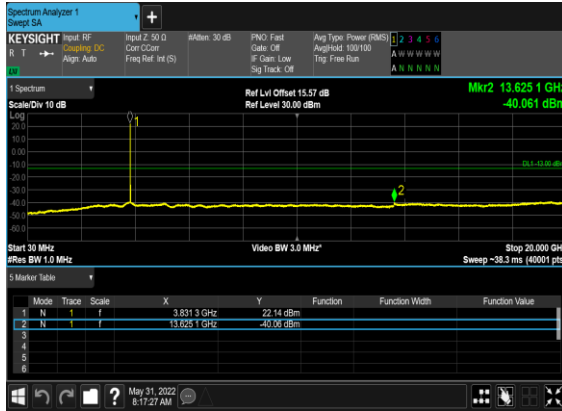 Spectrum Analyzer 1
Swept SA
+
KEYSIGHT Input: RF Input Z: 50 Ω #Atten: 30 dB PNO: Fast Avg Type: Power (RMS) 1 2 3 4 5 6
R T Coupling: DC Corr CCorr Gate: Off Avg|Hold: 100/100 A W W W W W
Align: Auto Freq Ref: Int (S) IF Gain: Low Trig: Free Run
Sig Track: Off A N N N N N
LXI
1 Spectrum Ref Lvl Offset 15.57 dB Mkr2 13.625 1 GHz
Scale/Div 10 dB Ref Level 30.00 dBm -40.061 dBm
Log
1
20.0
10.0
0.00
-10.0 DL1 -13.00 dBm
-20.0
-30.0
2
-40.0
-50.0
-60.0
Start 30 MHz Video BW 3.0 MHz* Stop 20.000 GHz
#Res BW 1.0 MHz Sweep ~38.3 ms (40001 pts)
5 Marker Table
Mode Trace Scale X Y Function Function Width Function Value
1 N 1 f 3.831 3 GHz 22.14 dBm
2 N 1 f 13.625 1 GHz -40.06 dBm
3
4
5
6
? May 31, 2022
8:17:27 AM